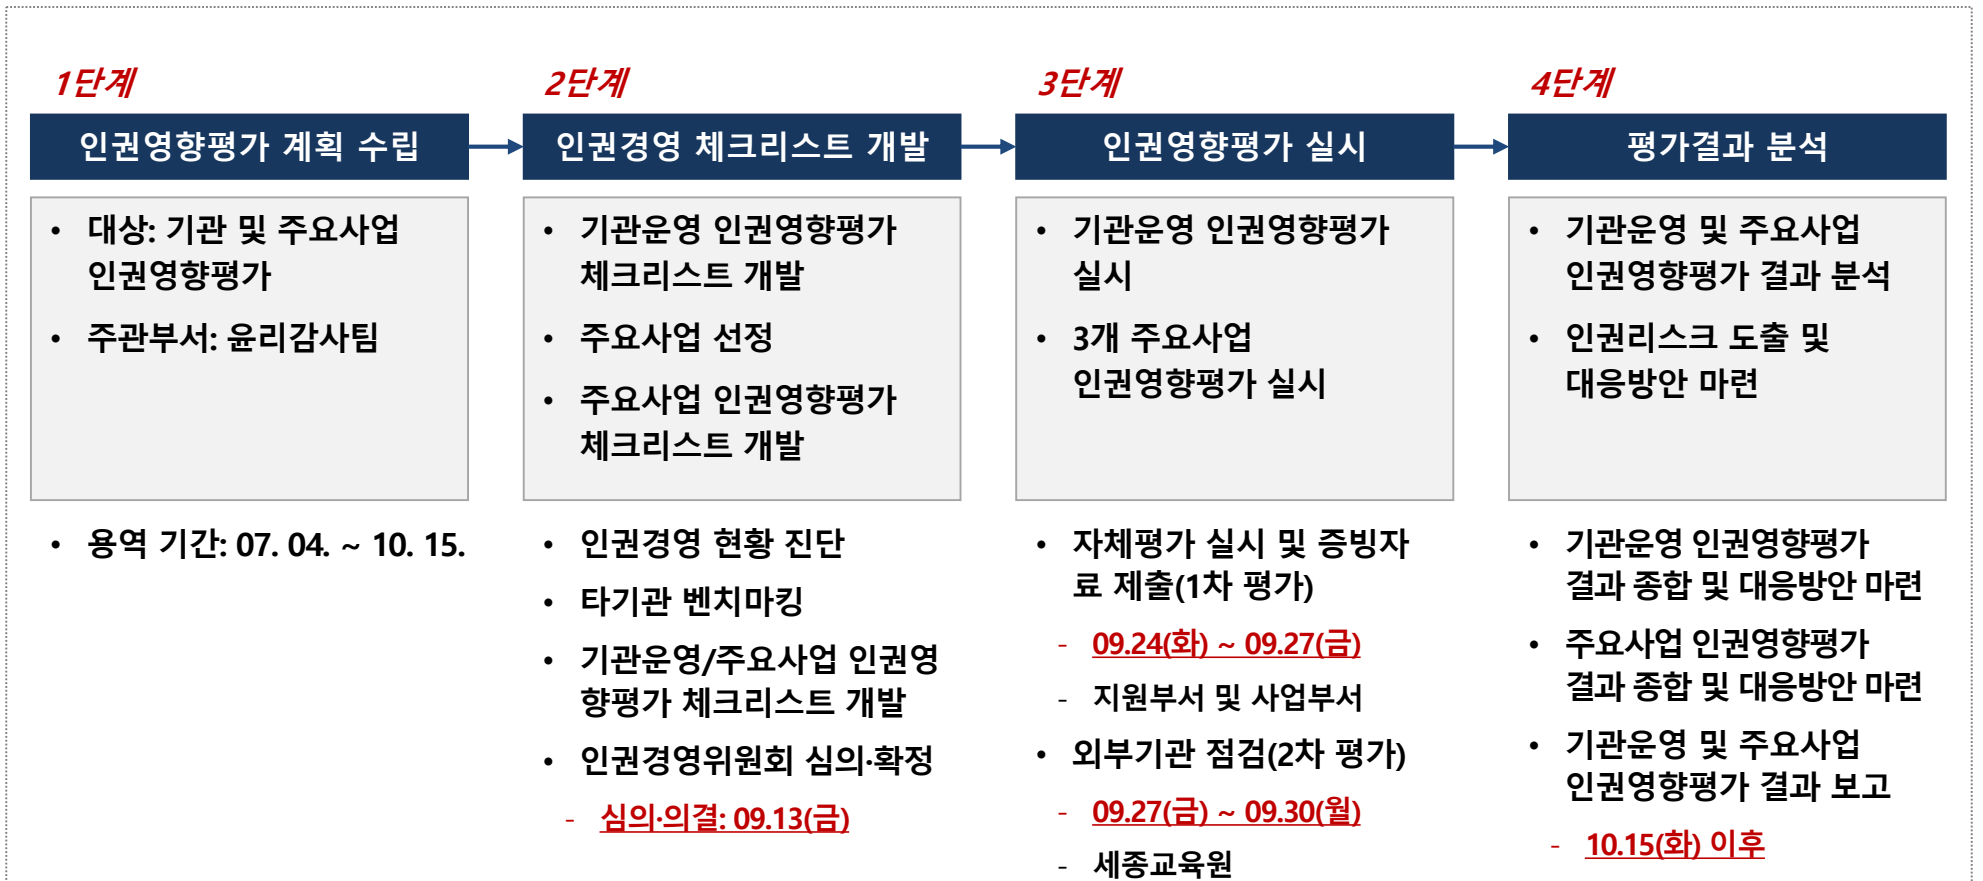 1단계
인권영향평가 계획 수립
• 대상: 기관 및 주요사업
인권영향평가
• 주관부서: 윤리감사팀
• 용역 기간: 07. 04. ~ 10. 15.
2단계
인권경영 체크리스트 개발
• 기관운영 인권영향평가
체크리스트 개발
• 주요사업 선정
• 주요사업 인권영향평가
체크리스트 개발
• 인권경영 현황 진단
• 타기관 벤치마킹
• 기관운영/주요사업 인권영
향평가 체크리스트 개발
• 인권경영위원회 심의·확정
- 심의·의결: 09.13(금)
3단계
인권영향평가 실시
• 기관운영 인권영향평가
실시
• 3개 주요사업
인권영향평가 실시
• 자체평가 실시 및 증빙자
료 제출(1차 평가)
- 09.24(화) ~ 09.27(금)
- 지원부서 및 사업부서
• 외부기관 점검(2차 평가)
- 09.27(금) ~ 09.30(월)
- 세종교육원
4단계
평가결과 분석
• 기관운영 및 주요사업
인권영향평가 결과 분석
• 인권리스크 도출 및
대응방안 마련
• 기관운영 인권영향평가
결과 종합 및 대응방안 마련
• 주요사업 인권영향평가
결과 종합 및 대응방안 마련
• 기관운영 및 주요사업
인권영향평가 결과 보고
- 10.15(화) 이후